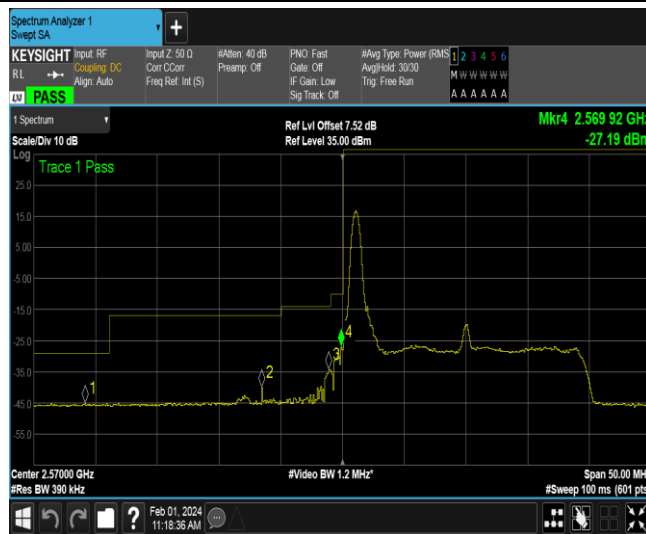 Spectrum Analyzer 1
Swept SA
+
KEYSIGHT Input: RF Input Z: 50 Ω #Atten: 40 dB PNO: Fast #Avg Type: Power (RMS 1 2 3 4 5 6
RL Coupling: DC Corr CCorr Preamp: Off Gate: Off Avg|Hold: 30/30 M W W W W W
Align: Auto Freq Ref: Int (S) IF Gain: Low Trig: Free Run
LXI PASS Sig Track: Off A A A A A A
1 Spectrum Ref Lvl Offset 7.52 dB Mkr4 2.569 92 GHz
Scale/Div 10 dB Ref Level 35.00 dBm -27.19 dBm
Log
Trace 1 Pass
25.0
15.0
5.00
-5.00
-15.0
4
-25.0
3
-35.0
2
1
-45.0
-55.0
Center 2.57000 GHz #Video BW 1.2 MHz* Span 50.00 MH
#Res BW 390 kHz #Sweep 100 ms (601 pts
? Feb 01, 2024
11:18:36 AM